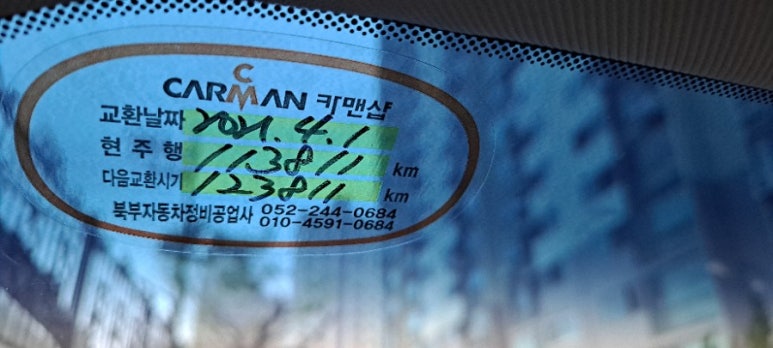 CARMAN 카맨샵
교환날짜 2021.4.1
현 주 행 113811 km
다음교환시기 123811 km
북부자동차정비공업사 052-244-0684
010-4591-0684